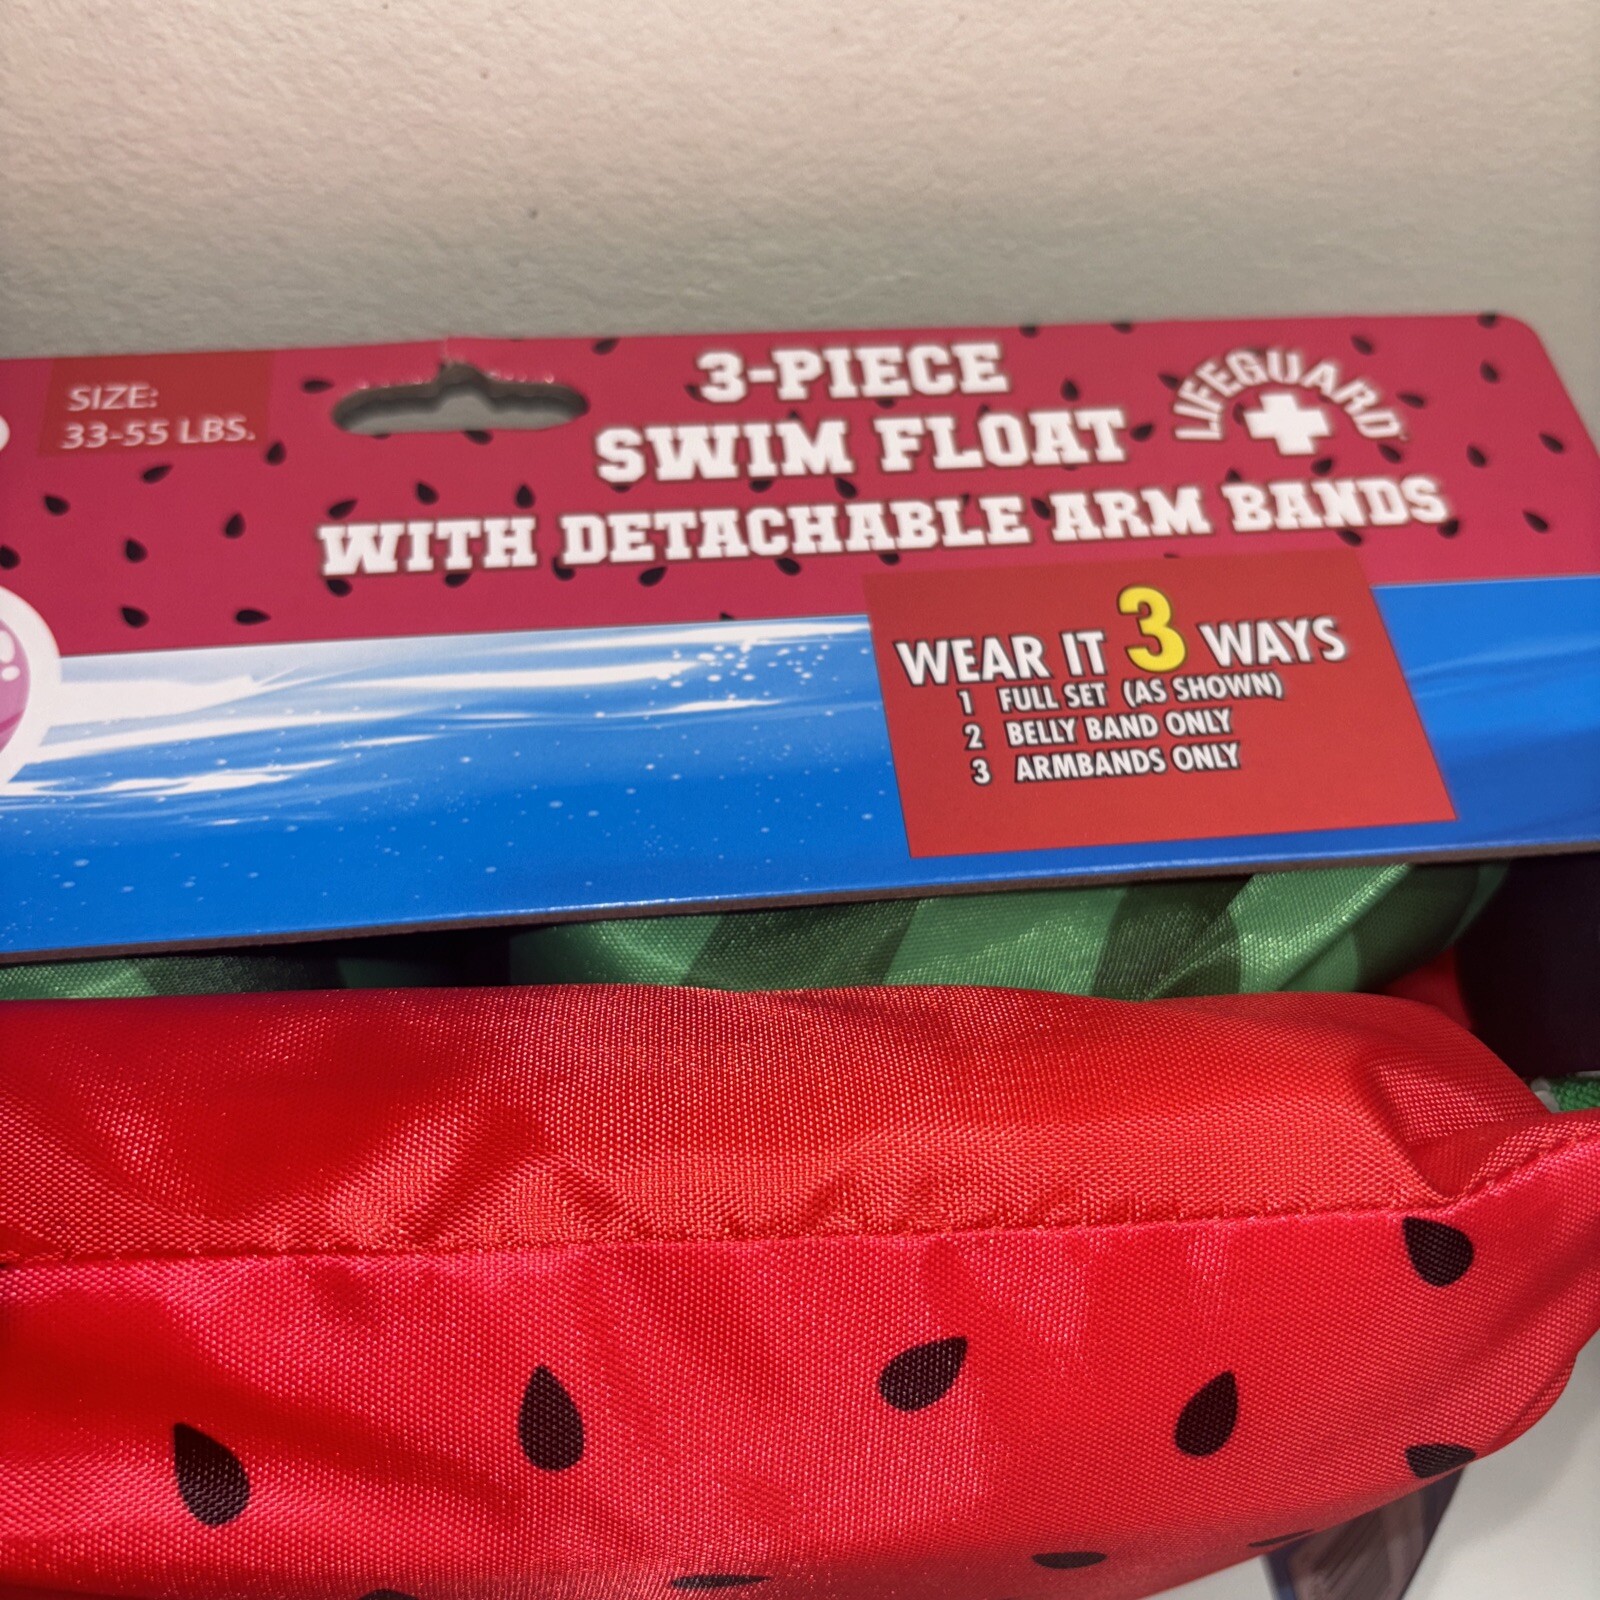 SIZE:
33-55 LBS.
3-PIECE
SWIM FLOAT
WITH DETACHABLE ARM BANDS
LIFEGUARD
WEAR IT 3 WAYS
1 FULL SET (AS SHOWN)
2 BELLY BAND ONLY
3 ARMBANDS ONLY